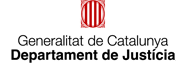 Generalitat de Catalunya
Departament de Justícia